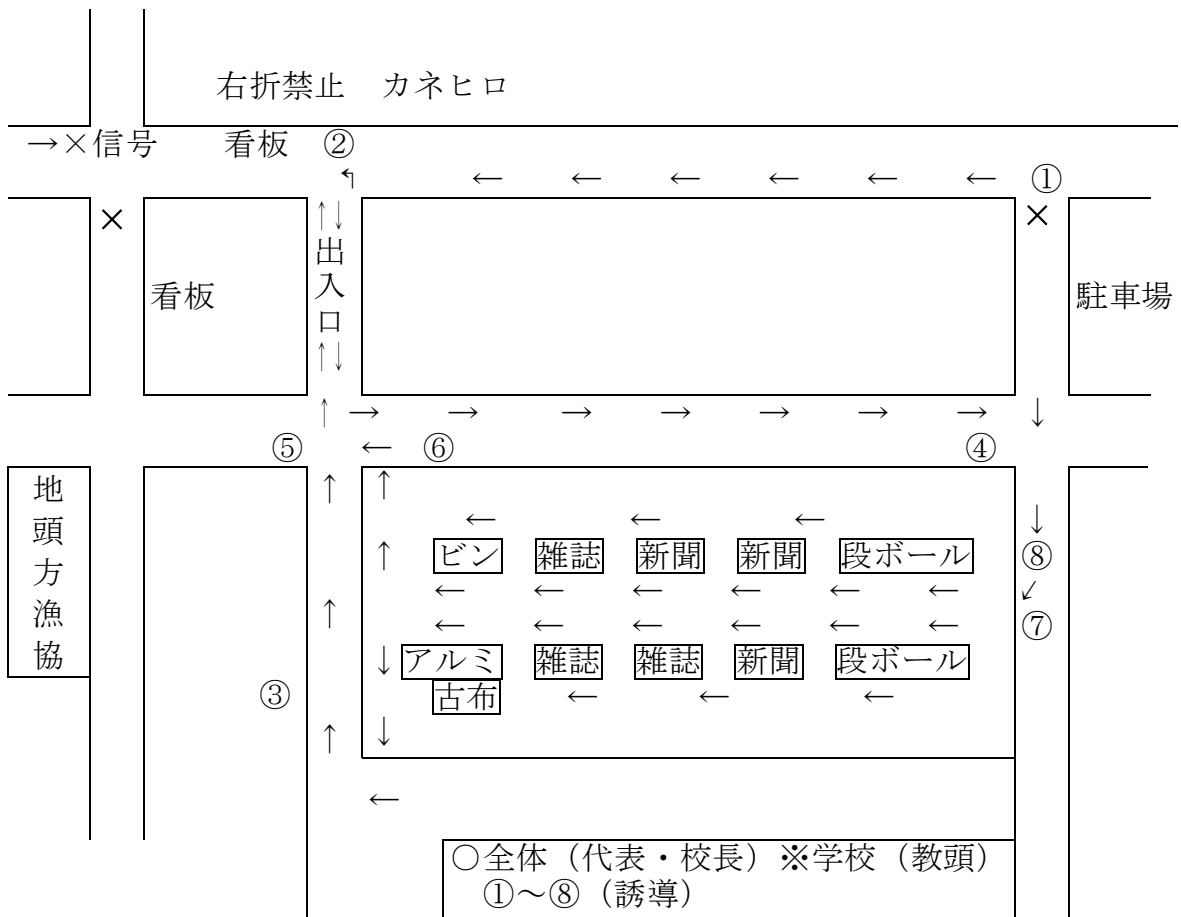 右折禁止　カネヒロ
→×信号　看板　②
↰　←　←　←　←　←　←　①
×　↑↓　×
出入口
看板　駐車場
↑↓
↑　→　→　→　→　→　→　→　↓
⑤　←　⑥　④
地頭方漁協
↑　↑
←　←　←　↓
↑　ビン　雑誌　新聞　新聞　段ボール　⑧
←　←　←　←　←　←　↙
↑　←　←　←　←　←　←　⑦
↓　アルミ　雑誌　雑誌　新聞　段ボール
③　古布　←　←　←
↑　↓
←
○全体（代表・校長）※学校（教頭）
①～⑧（誘導）